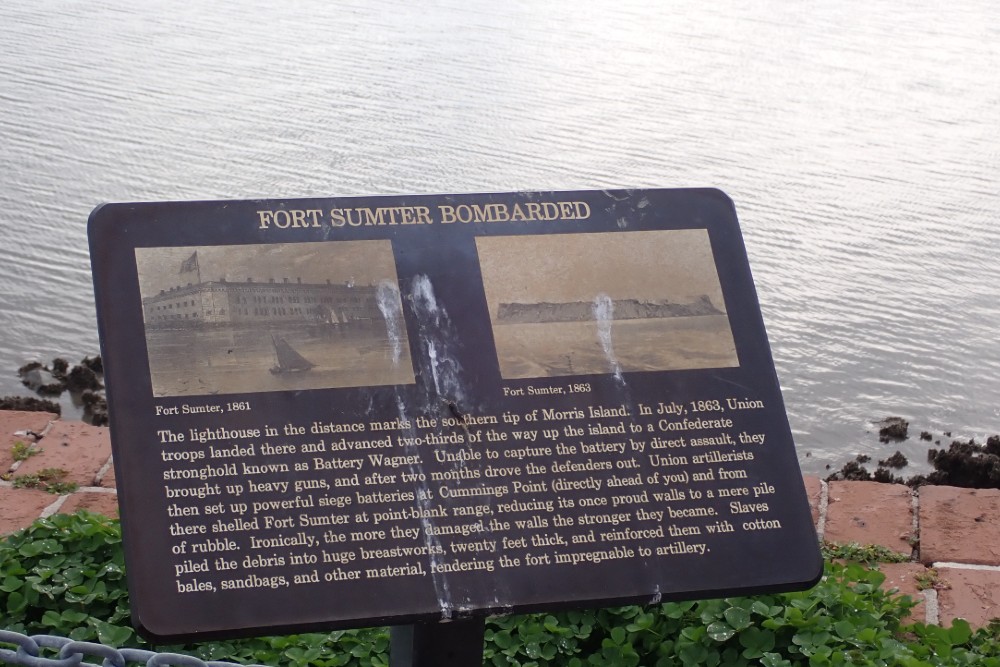 FORT SUMTER BOMBARDED
Fort Sumter, 1861
Fort Sumter, 1863
The lighthouse in the distance marks the southern tip of Morris Island. In July, 1863, Union
troops landed there and advanced two-thirds of the way up the island to a Confederate
stronghold known as Battery Wagner. Unable to capture the battery by direct assault, they
brought up heavy guns, and after two months drove the defenders out. Union artillerists
then set up powerful siege batteries at Cummings Point (directly ahead of you) and from
there shelled Fort Sumter at point-blank range, reducing its once proud walls to a mere pile
of rubble. Ironically, the more they damaged the walls the stronger they became. Slaves
piled the debris into huge breastworks, twenty feet thick, and reinforced them with cotton
bales, sandbags, and other material, rendering the fort impregnable to artillery.